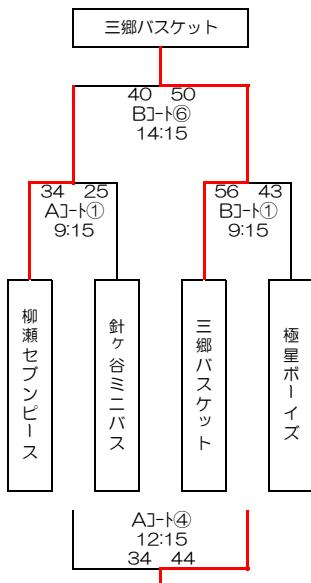 三郷バスケット
40 50
Bコート⑥
14:15
34 25
Aコート①
9:15
56 43
Bコート①
9:15
柳瀬セブンピース
針ヶ谷ミニバス
三郷バスケット
極星ボーイズ
Aコート④
12:15
34 44